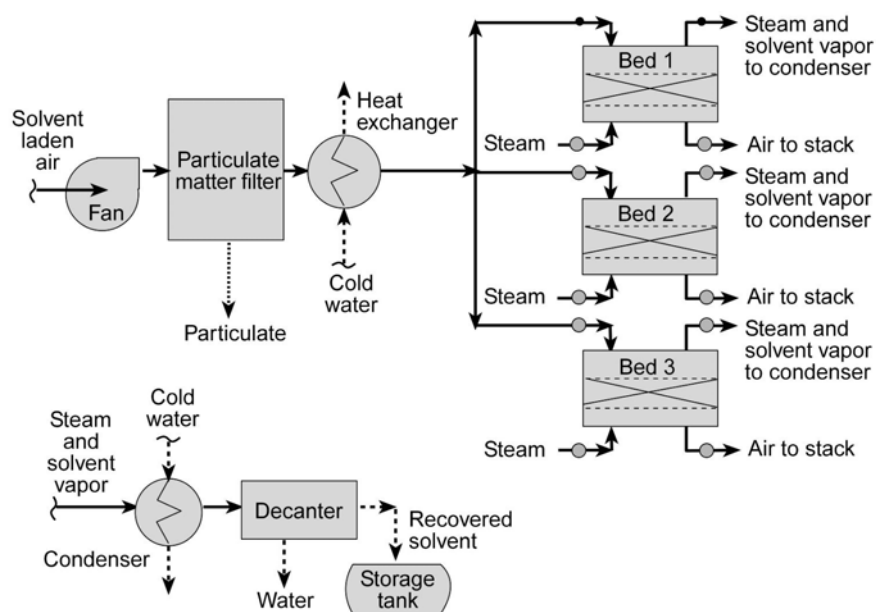 Solvent
laden
air
Fan
Particulate
matter filter
Particulate
Heat
exchanger
Cold
water
Bed 1
Steam and
solvent vapor
to condenser
Steam
Air to stack
Bed 2
Steam and
solvent vapor
to condenser
Steam
Air to stack
Bed 3
Steam and
solvent vapor
to condenser
Steam
Air to stack
Steam
and
solvent
vapor
Cold
water
Condenser
Decanter
Water
Recovered
solvent
Storage
tank